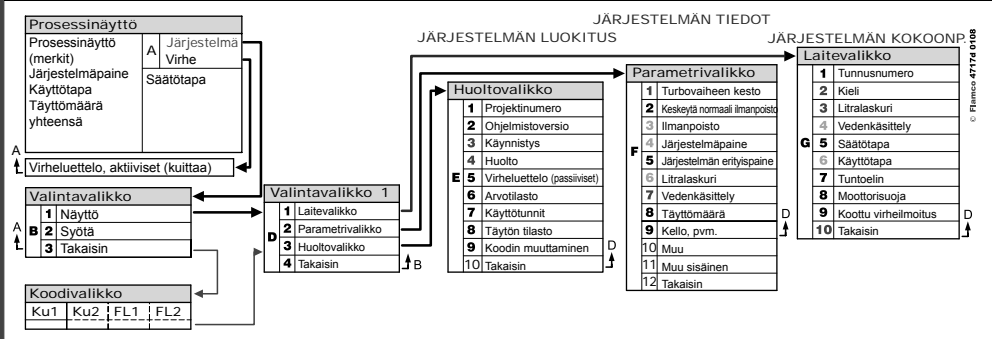 Prosessinäyttö
Prosessinäyttö
(merkit)
Järjestelmäpaine
Käyttötapa
Täyttömäärä
yhteensä
A
Järjestelmä
Virhe
Säätötapa
A
Virheluettelo, aktiiviset (kuittaa)
Valintavalikko
A
B
1 Näyttö
2 Syötä
3 Takaisin
Koodivalikko
Ku1 Ku2 FL1 FL2
Valintavalikko 1
D
1 Laitevalikko
2 Parametrivalikko
3 Huoltovalikko
4 Takaisin
B
JÄRJESTELMÄN LUOKITUS
Huoltovalikko
E
1 Projektinumero
2 Ohjelmistoversio
3 Käynnistys
4 Huolto
5 Virheluettelo (passiiviset)
6 Arvotilasto
7 Käyttötunnit
8 Täytön tilasto
9 Koodin muuttaminen
10 Takaisin
D
JÄRJESTELMÄN TIEDOT
Parametrivalikko
F
1 Turbovaiheen kesto
2 Keskeytä normaali ilmanpoisto
3 Ilmanpoisto
4 Järjestelmäpaine
5 Järjestelmän erityispaine
6 Litralaskuri
7 Vedenkäsittely
8 Täyttömäärä
9 Kello, pvm.
10 Muu
11 Muu sisäinen
12 Takaisin
D
JÄRJESTELMÄN KOKOONP.
Laitevalikko
G
1 Tunnusnumero
2 Kieli
3 Litralaskuri
4 Vedenkäsittely
5 Säätötapa
6 Käyttötapa
7 Tuntoelin
8 Moottorisuoja
9 Koottu virheilmoitus
10 Takaisin
D
© Flamco 4717d 0108